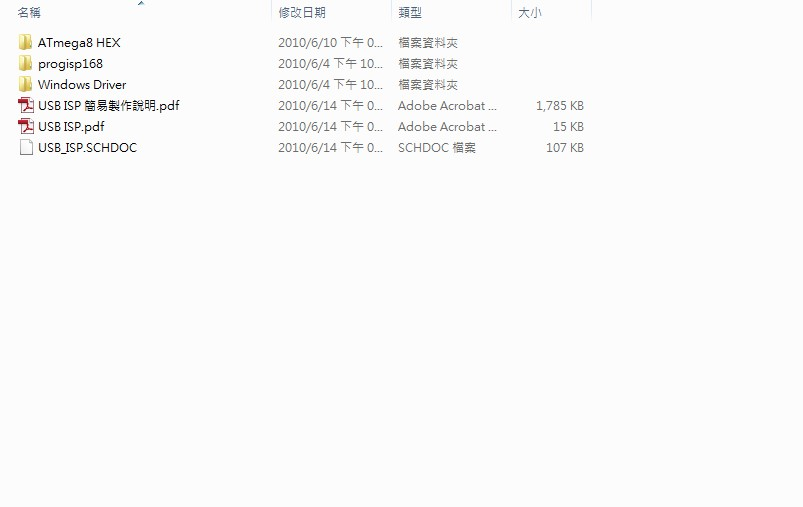 名稱 修改日期 類型 大小
ATmega8 HEX 2010/6/10 下午 0... 檔案資料夾
progisp168 2010/6/4 下午 10... 檔案資料夾
Windows Driver 2010/6/4 下午 10... 檔案資料夾
USB ISP 簡易製作說明.pdf 2010/6/14 下午 0... Adobe Acrobat ... 1,785 KB
USB ISP.pdf 2010/6/14 下午 0... Adobe Acrobat ... 15 KB
USB_ISP.SCHDOC 2010/6/14 下午 0... SCHDOC 檔案 107 KB